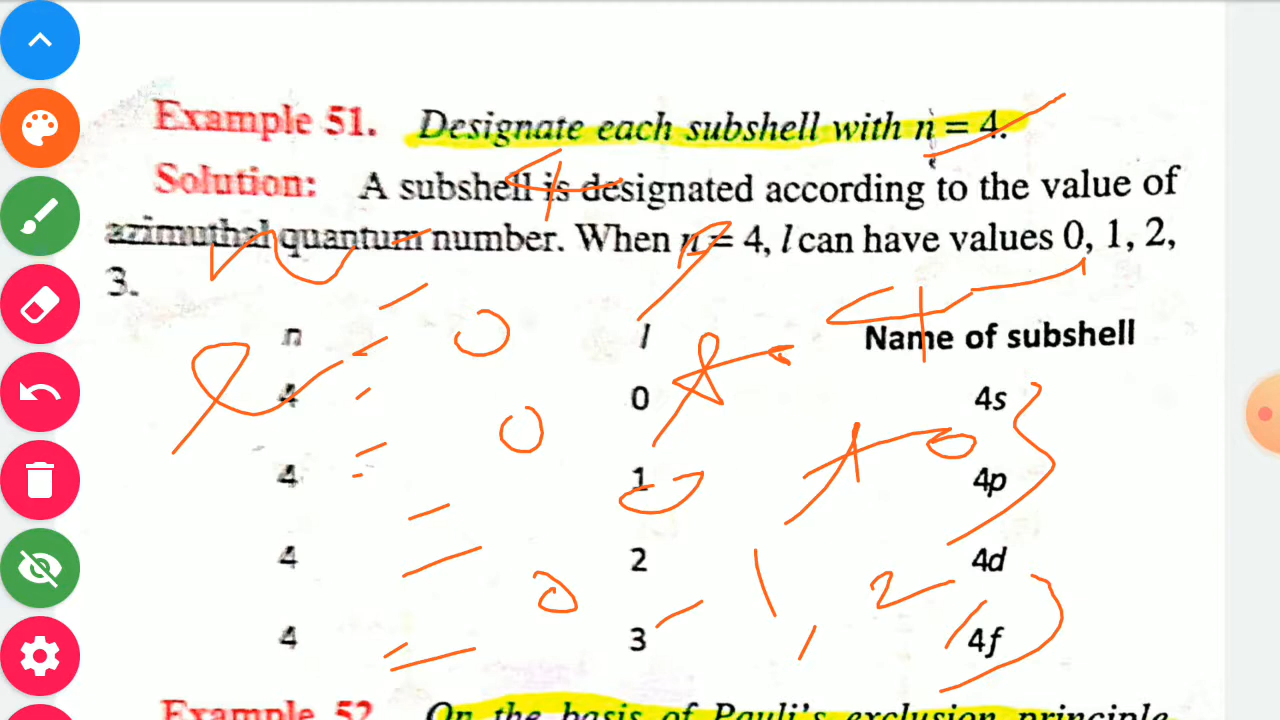 Example 51. Designate each subshell with n = 4.
Solution: A subshell is designated according to the value of
azimuthal quantum number. When n = 4, l can have values 0, 1, 2,
3.
n l Name of subshell
4 0 4s
4 1 4p
4 2 4d
4 3 4f
Example 52. On the basis of Pauli's exclusion principle